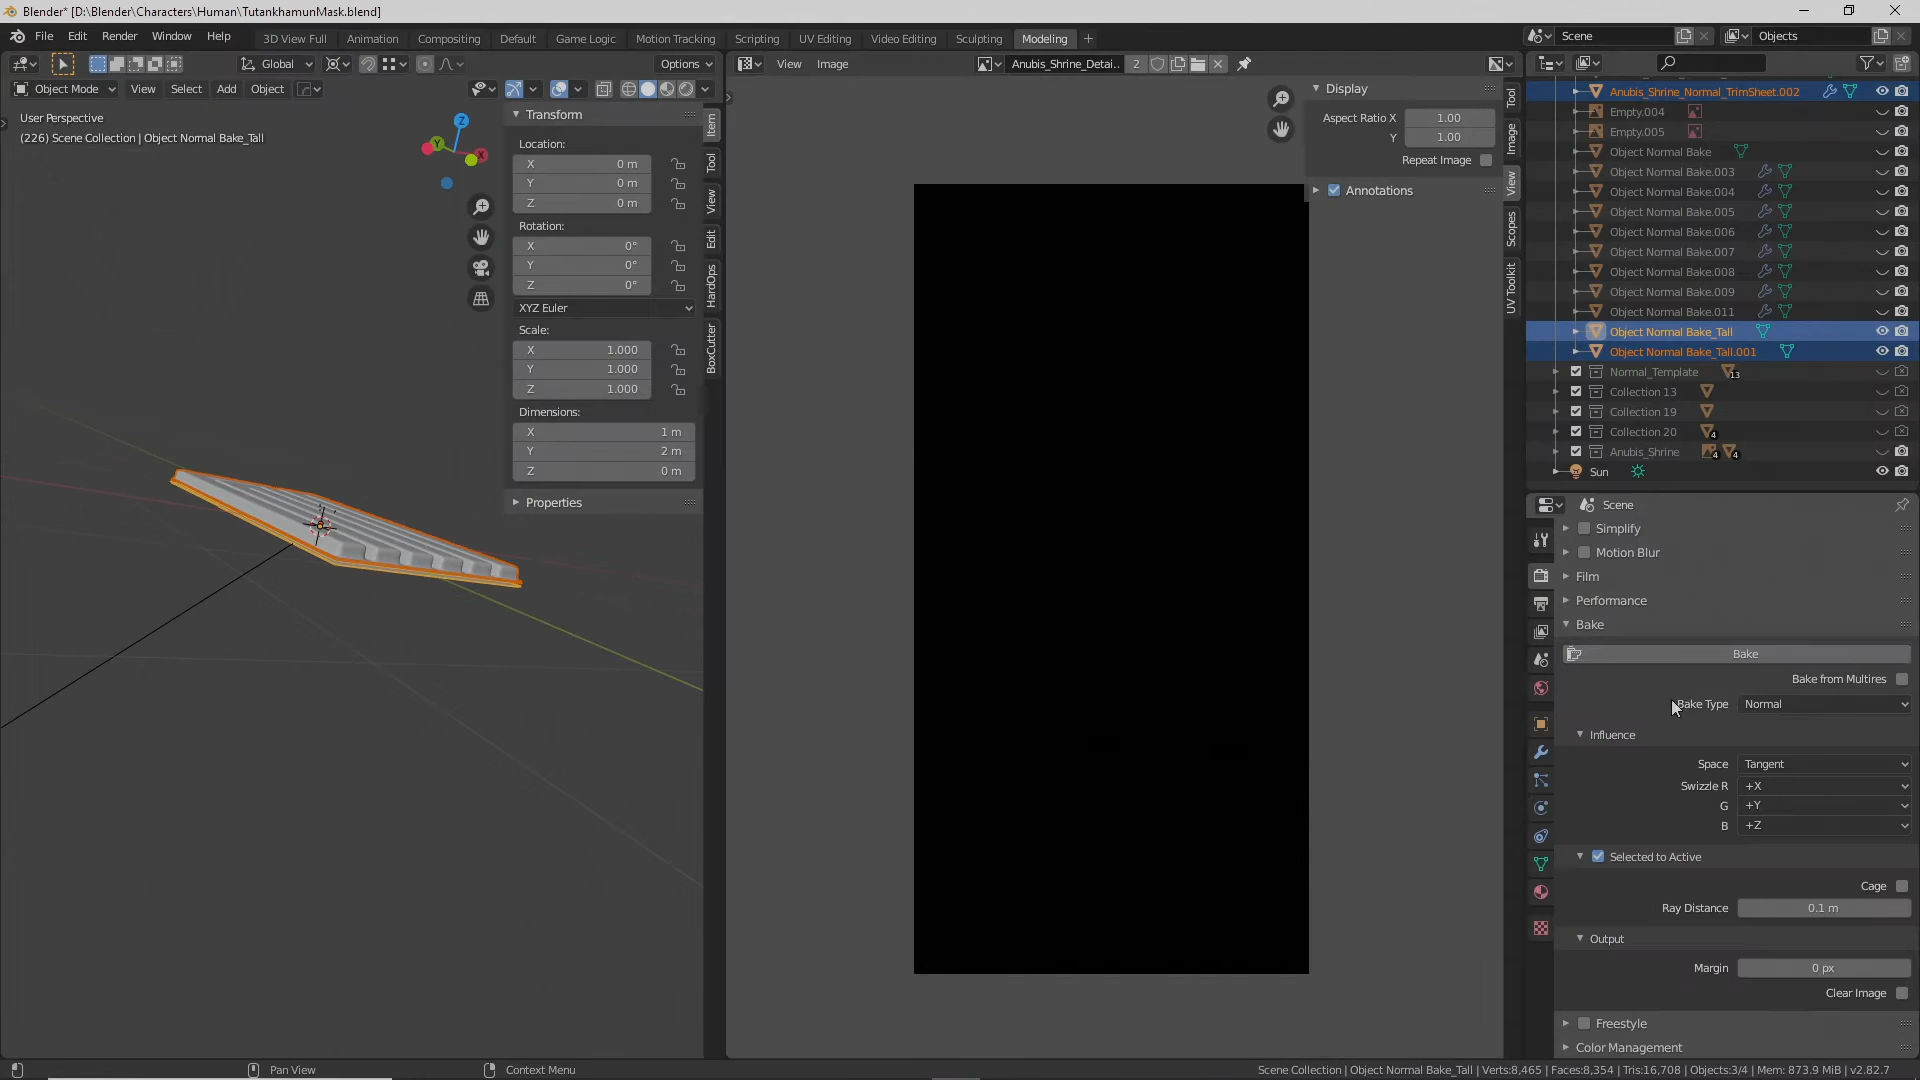 Blender* [D:\Blender\Characters\Human\TutankhamunMask.blend]
File Edit Render Window Help 3D View Full Animation Compositing Default Game Logic Motion Tracking Scripting UV Editing Video Editing Sculpting Modeling + Scene Objects
Global Options View Image Anubis_Shrine_Detai.. 2
Object Mode View Select Add Object
User Perspective
(226) Scene Collection | Object Normal Bake_Tall
Z
Y
X
Transform
Location:
X 0 m
Y 0 m
Z 0 m
Rotation:
X 0°
Y 0°
Z 0°
XYZ Euler
Scale:
X 1.000
Y 1.000
Z 1.000
Dimensions:
X 1 m
Y 2 m
Z 0 m
Properties
Item
Tool
View
Edit
HardOps
BoxCutter
Display
Aspect Ratio X 1.00
Y 1.00
Repeat Image
Annotations
Tool
Image
View
Scopes
UV Toolkit
Anubis_Shrine_Normal_TrimSheet.002
Empty.004
Empty.005
Object Normal Bake
Object Normal Bake.003
Object Normal Bake.004
Object Normal Bake.005
Object Normal Bake.006
Object Normal Bake.007
Object Normal Bake.008
Object Normal Bake.009
Object Normal Bake.011
Object Normal Bake_Tall
Object Normal Bake_Tall.001
Normal_Template 13
Collection 13
Collection 19
Collection 20 4
Anubis_Shrine 4 4
Sun
Scene
Simplify
Motion Blur
Film
Performance
Bake
Bake
Bake from Multires
Bake Type Normal
Influence
Space Tangent
Swizzle R +X
G +Y
B +Z
Selected to Active
Cage
Ray Distance 0.1 m
Output
Margin 0 px
Clear Image
Freestyle
Color Management
Pan View Context Menu Scene Collection | Object Normal Bake_Tall | Verts:8,465 | Faces:8,354 | Tris:16,708 | Objects:3/4 | Mem: 873.9 MiB | v2.82.7